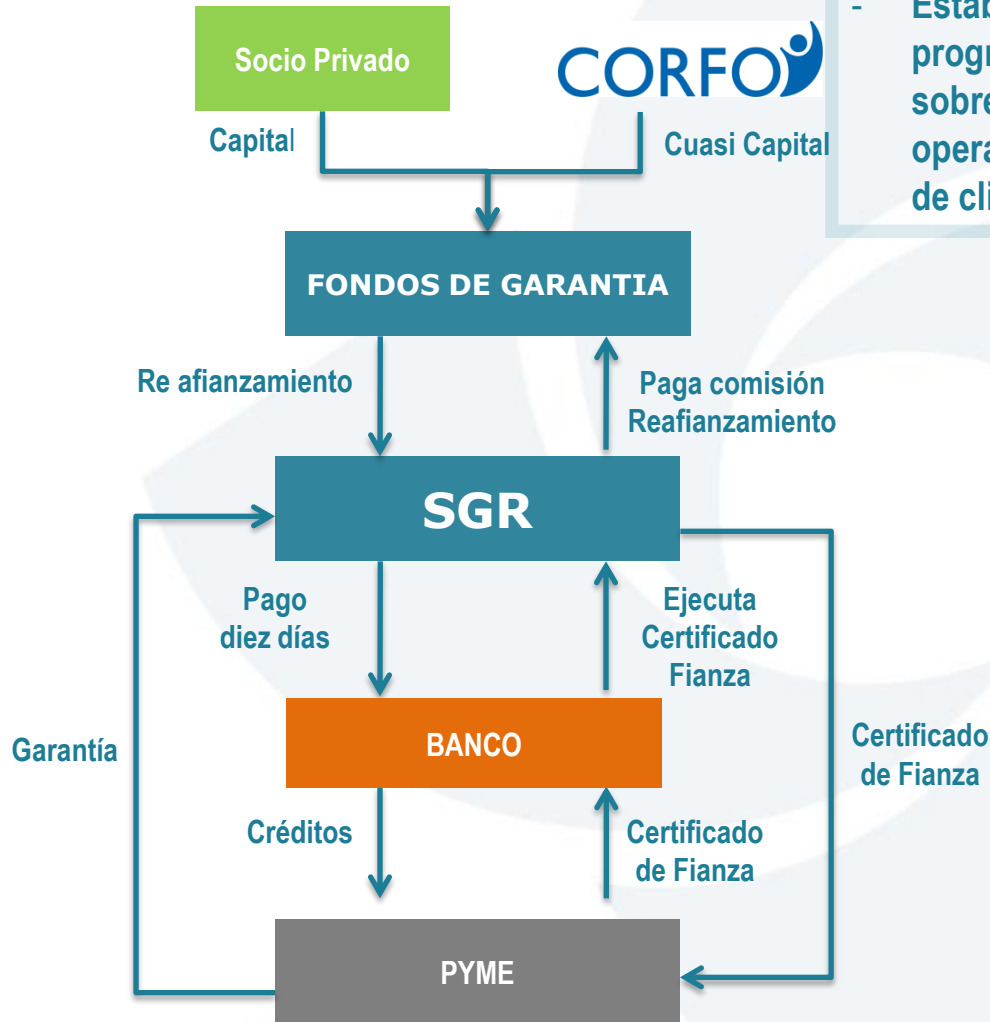 Socio Privado
CORFO
-
Capital
Cuasi Capital
FONDOS DE GARANTIA
Re afianzamiento
Paga comisión
Reafianzamiento
SGR
Pago
diez días
Ejecuta
Certificado
Fianza
Garantía
BANCO
Certificado
de Fianza
Créditos
Certificado
de Fianza
PYME
sobre